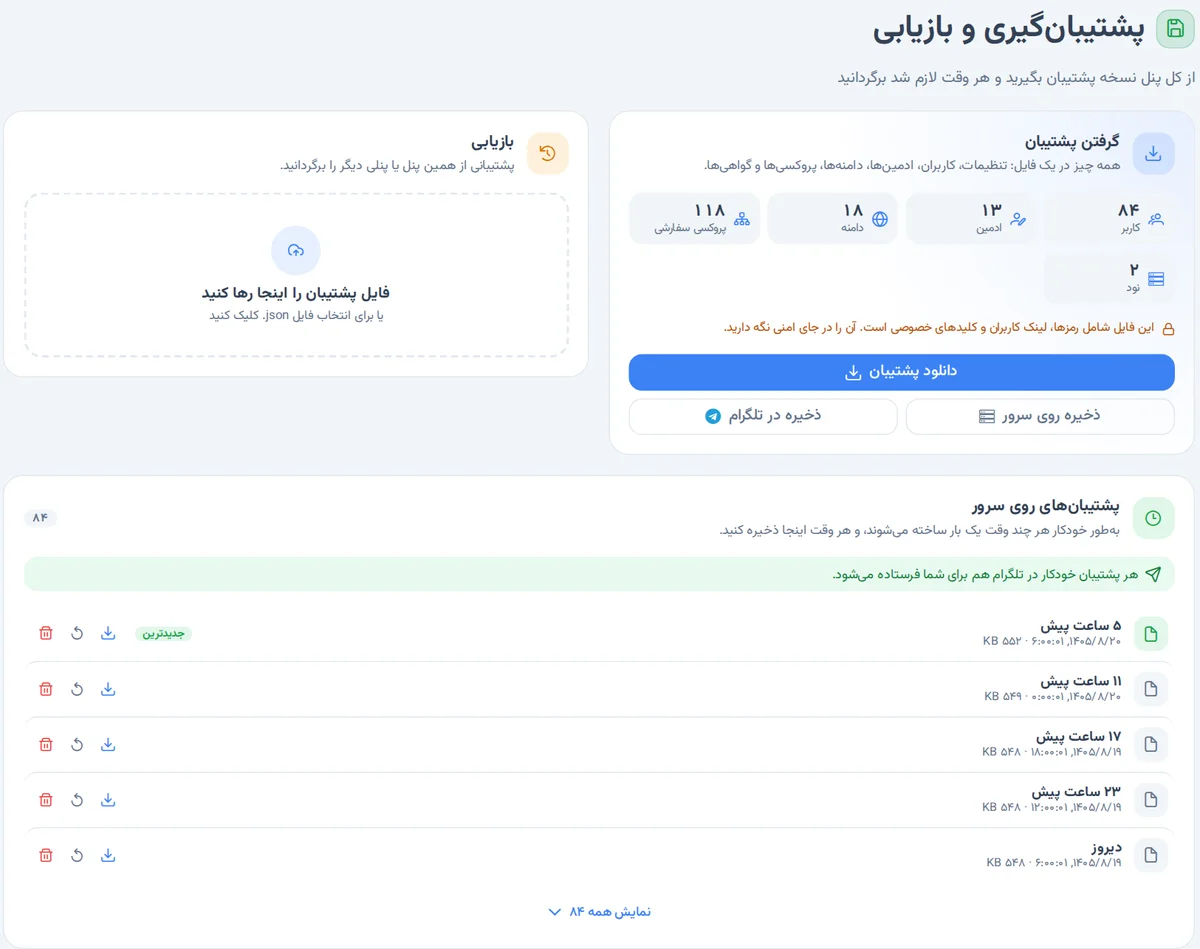 پشتیبان‌گیری و بازیابی
از کل پنل نسخه پشتیبان بگیرید و هر وقت لازم شد برگردانید
گرفتن پشتیبان
همه چیز در یک فایل: تنظیمات، کاربران، ادمین‌ها، دامنه‌ها، پروکسی‌ها و گواهی‌ها.
۸۴
کاربر
۱۳
ادمین
۱۸
دامنه
۱۱۸
پروکسی سفارشی
۲
نود
این فایل شامل رمزها، لینک کاربران و کلیدهای خصوصی است. آن را در جای امنی نگه دارید.
دانلود پشتیبان
ذخیره روی سرور
ذخیره در تلگرام
بازیابی
پشتیبانی از همین پنل یا پنلی دیگر را برگردانید.
فایل پشتیبان را اینجا رها کنید
یا برای انتخاب فایل json. کلیک کنید
پشتیبان‌های روی سرور
۸۴
به‌طور خودکار هر چند وقت یک بار ساخته می‌شوند، و هر وقت اینجا ذخیره کنید.
هر پشتیبان خودکار در تلگرام هم برای شما فرستاده می‌شود.
۵ ساعت پیش
جدیدترین
۱۴۰۵/۸/۲۰, ۶:۰۰:۰۱ · ۵۵۲ KB
۱۱ ساعت پیش
۱۴۰۵/۸/۲۰, ۰:۰۰:۰۱ · ۵۴۹ KB
۱۷ ساعت پیش
۱۴۰۵/۸/۱۹, ۱۸:۰۰:۰۱ · ۵۴۸ KB
۲۳ ساعت پیش
۱۴۰۵/۸/۱۹, ۱۲:۰۰:۰۱ · ۵۴۸ KB
دیروز
۱۴۰۵/۸/۱۹, ۶:۰۰:۰۱ · ۵۴۸ KB
نمایش همه ۸۴